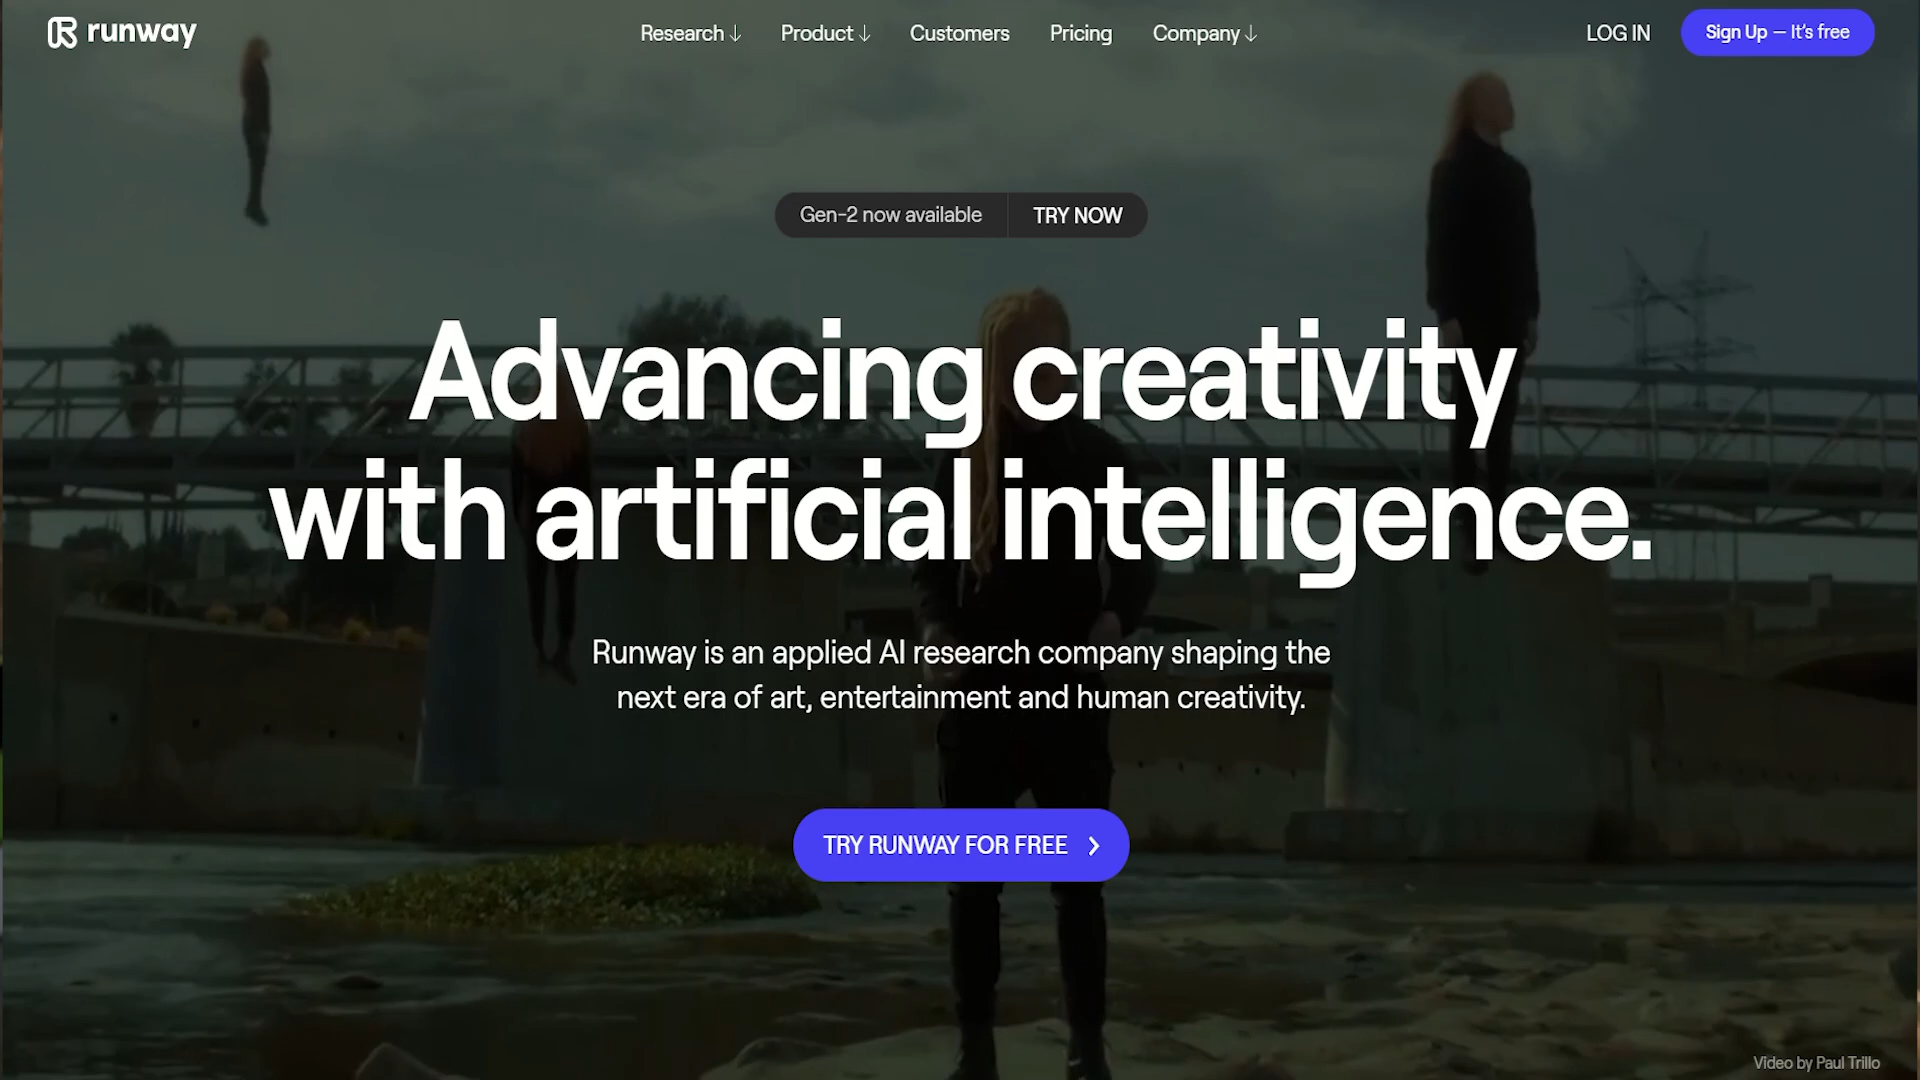 runway
Research ↓ Product ↓ Customers Pricing Company ↓
LOG IN
Sign Up — It's free
Gen-2 now available TRY NOW
Advancing creativity
with artificial intelligence.
Runway is an applied AI research company shaping the
next era of art, entertainment and human creativity.
TRY RUNWAY FOR FREE
Video by Paul Trillo